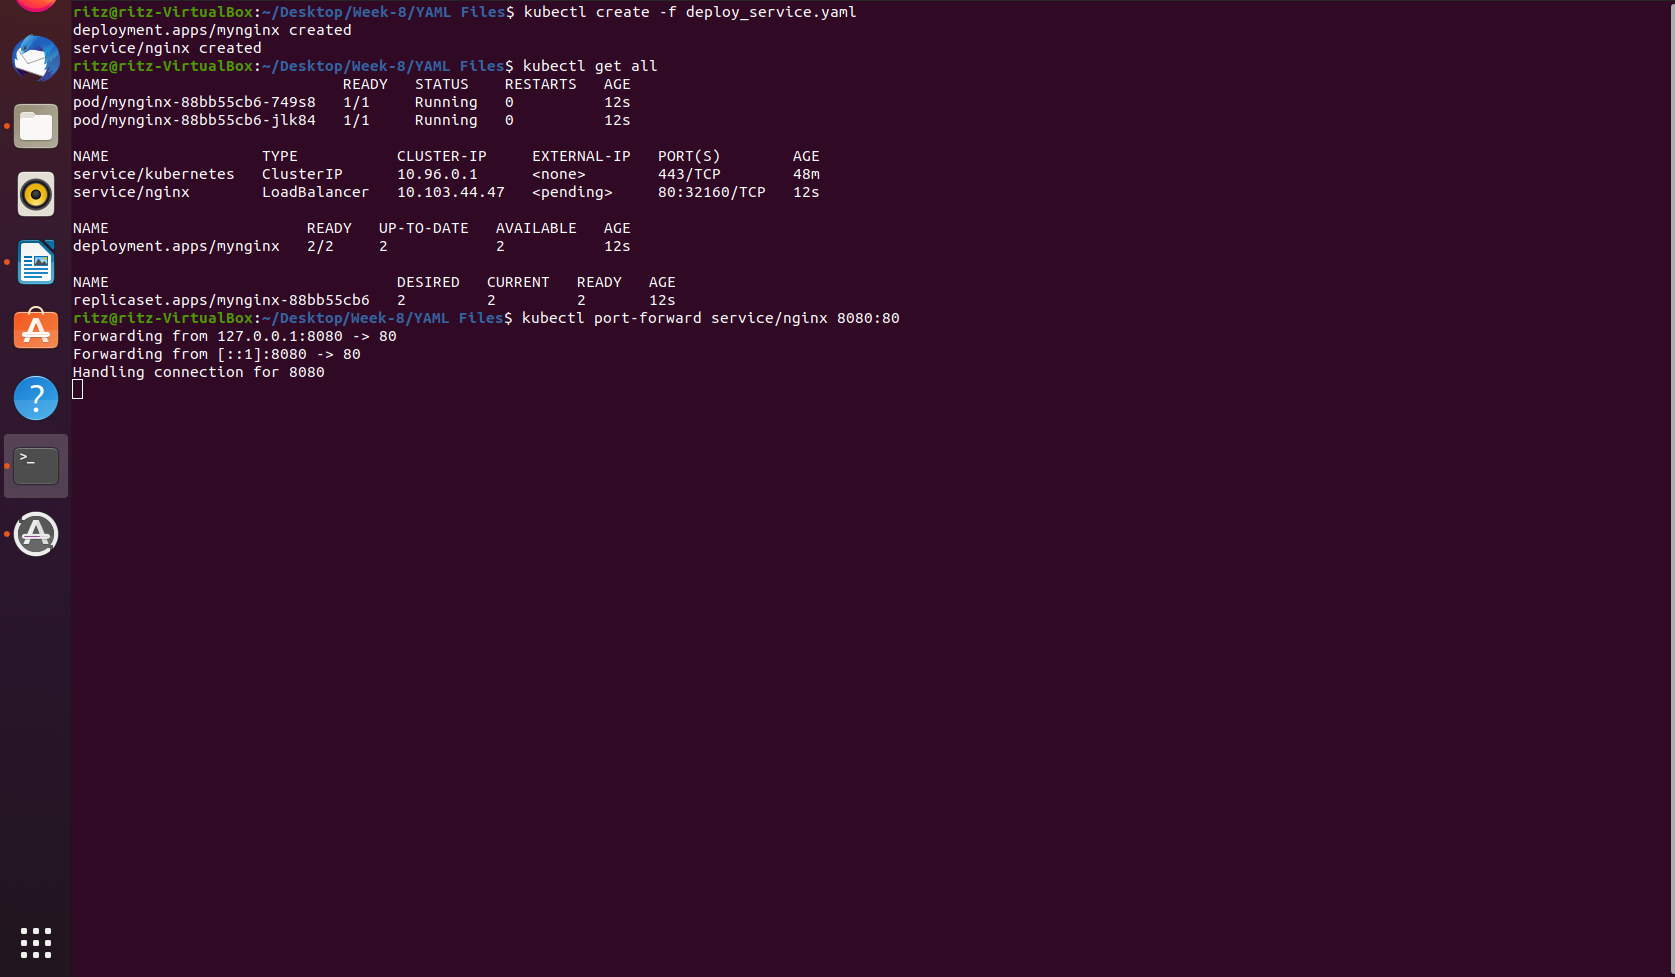 ritz@ritz-VirtualBox:~/Desktop/Week-8/YAML Files$ kubectl create -f deploy_service.yaml
deployment.apps/mynginx created
service/nginx created
ritz@ritz-VirtualBox:~/Desktop/Week-8/YAML Files$ kubectl get all
NAME                          READY   STATUS    RESTARTS   AGE
pod/mynginx-88bb55cb6-749s8   1/1     Running   0          12s
pod/mynginx-88bb55cb6-jlk84   1/1     Running   0          12s

NAME                 TYPE           CLUSTER-IP     EXTERNAL-IP   PORT(S)        AGE
service/kubernetes   ClusterIP      10.96.0.1      <none>        443/TCP        48m
service/nginx        LoadBalancer   10.103.44.47   <pending>     80:32160/TCP   12s

NAME                      READY   UP-TO-DATE   AVAILABLE   AGE
deployment.apps/mynginx   2/2     2            2           12s

NAME                                DESIRED   CURRENT   READY   AGE
replicaset.apps/mynginx-88bb55cb6   2         2         2       12s
ritz@ritz-VirtualBox:~/Desktop/Week-8/YAML Files$ kubectl port-forward service/nginx 8080:80
Forwarding from 127.0.0.1:8080 -> 80
Forwarding from [::1]:8080 -> 80
Handling connection for 8080